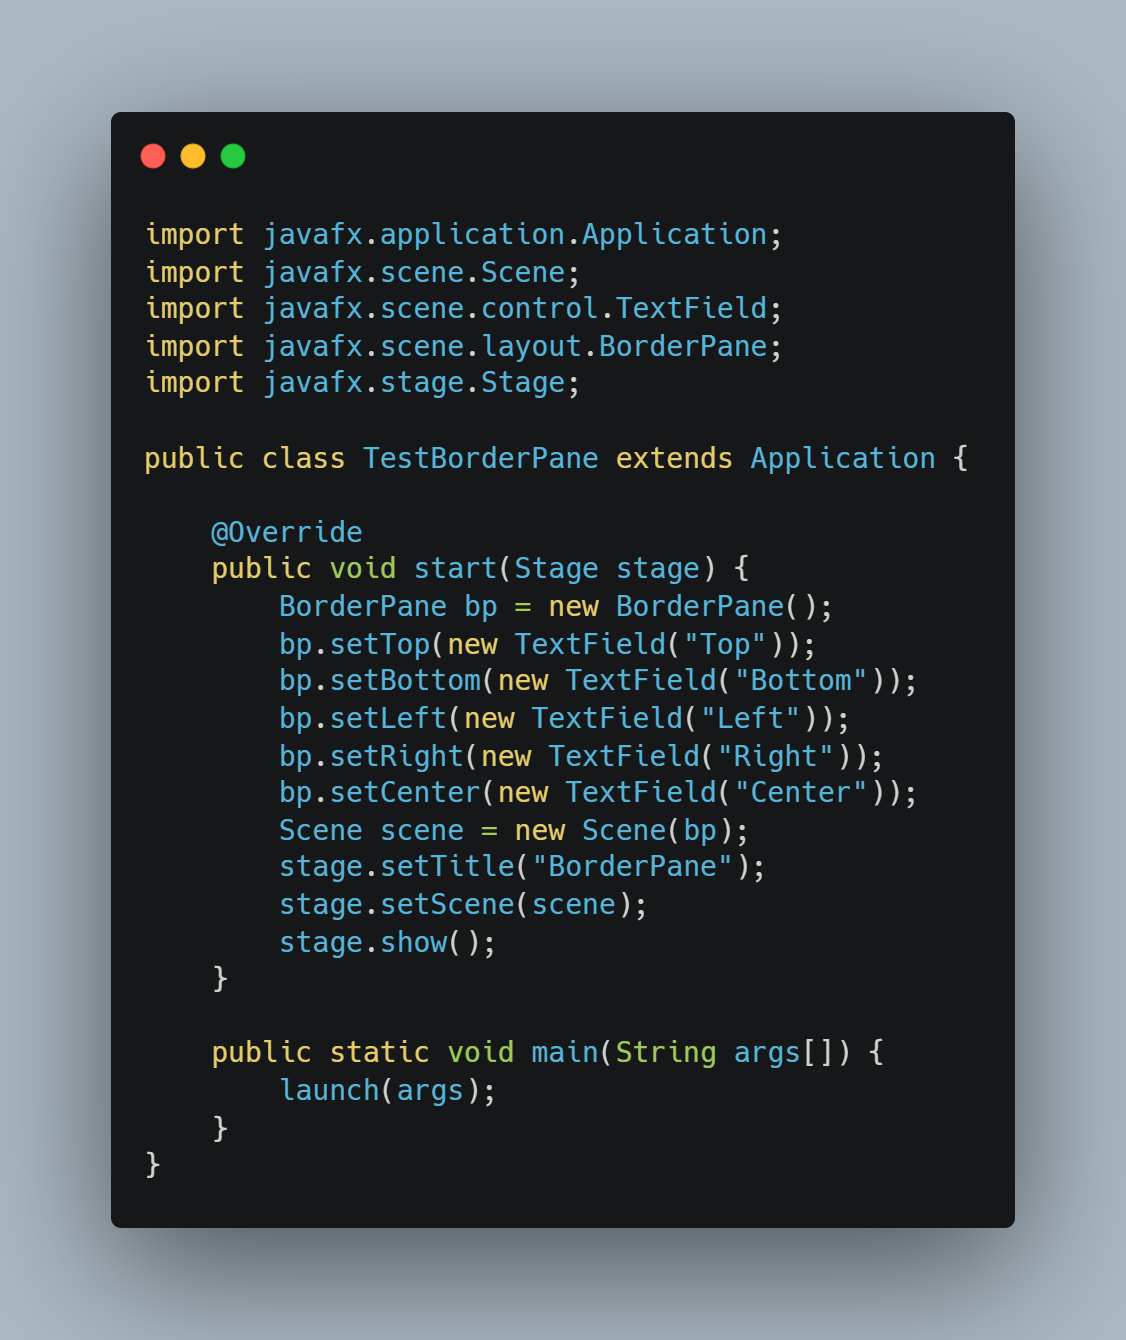 import javafx.application.Application;
import javafx.scene.Scene;
import javafx.scene.control.TextField;
import javafx.scene.layout.BorderPane;
import javafx.stage.Stage;

public class TestBorderPane extends Application {

    @Override
    public void start(Stage stage) {
        BorderPane bp = new BorderPane();
        bp.setTop(new TextField("Top"));
        bp.setBottom(new TextField("Bottom"));
        bp.setLeft(new TextField("Left"));
        bp.setRight(new TextField("Right"));
        bp.setCenter(new TextField("Center"));
        Scene scene = new Scene(bp);
        stage.setTitle("BorderPane");
        stage.setScene(scene);
        stage.show();
    }

    public static void main(String args[]) {
        launch(args);
    }
}